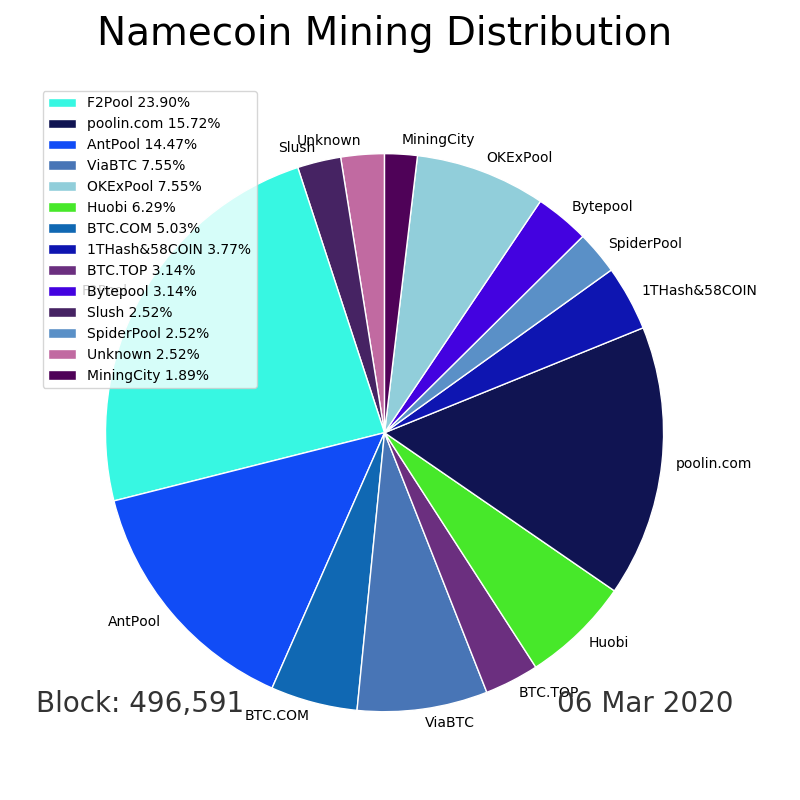 Namecoin Mining Distribution
F2Pool 23.90%
poolin.com 15.72%
AntPool 14.47%
ViaBTC 7.55%
OKExPool 7.55%
Huobi 6.29%
BTC.COM 5.03%
1THash&58COIN 3.77%
BTC.TOP 3.14%
Bytepool 3.14%
Slush 2.52%
SpiderPool 2.52%
Unknown 2.52%
MiningCity 1.89%
Slush
Unknown
MiningCity
OKExPool
Bytepool
SpiderPool
1THash&58COIN
poolin.com
Huobi
BTC.TOP
ViaBTC
BTC.COM
AntPool
F2Pool
Block: 496,591
06 Mar 2020